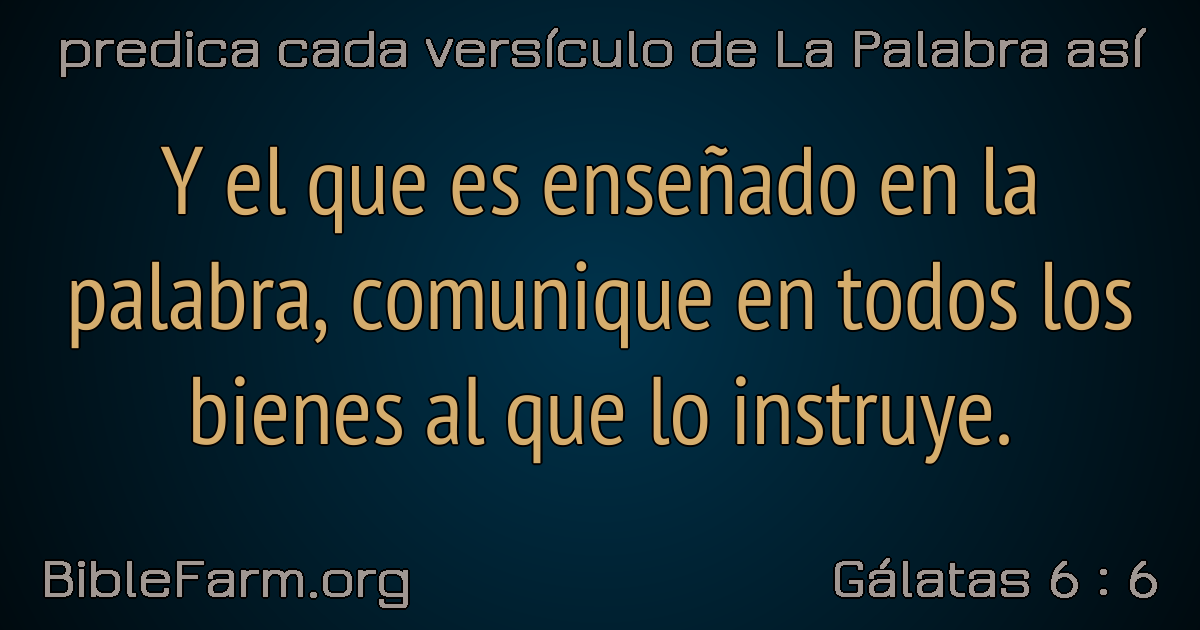 predica cada versículo de La Palabra así
Y el que es enseñado en la
palabra, comunique en todos los
bienes al que lo instruye.
BibleFarm.org
Gálatas 6 : 6